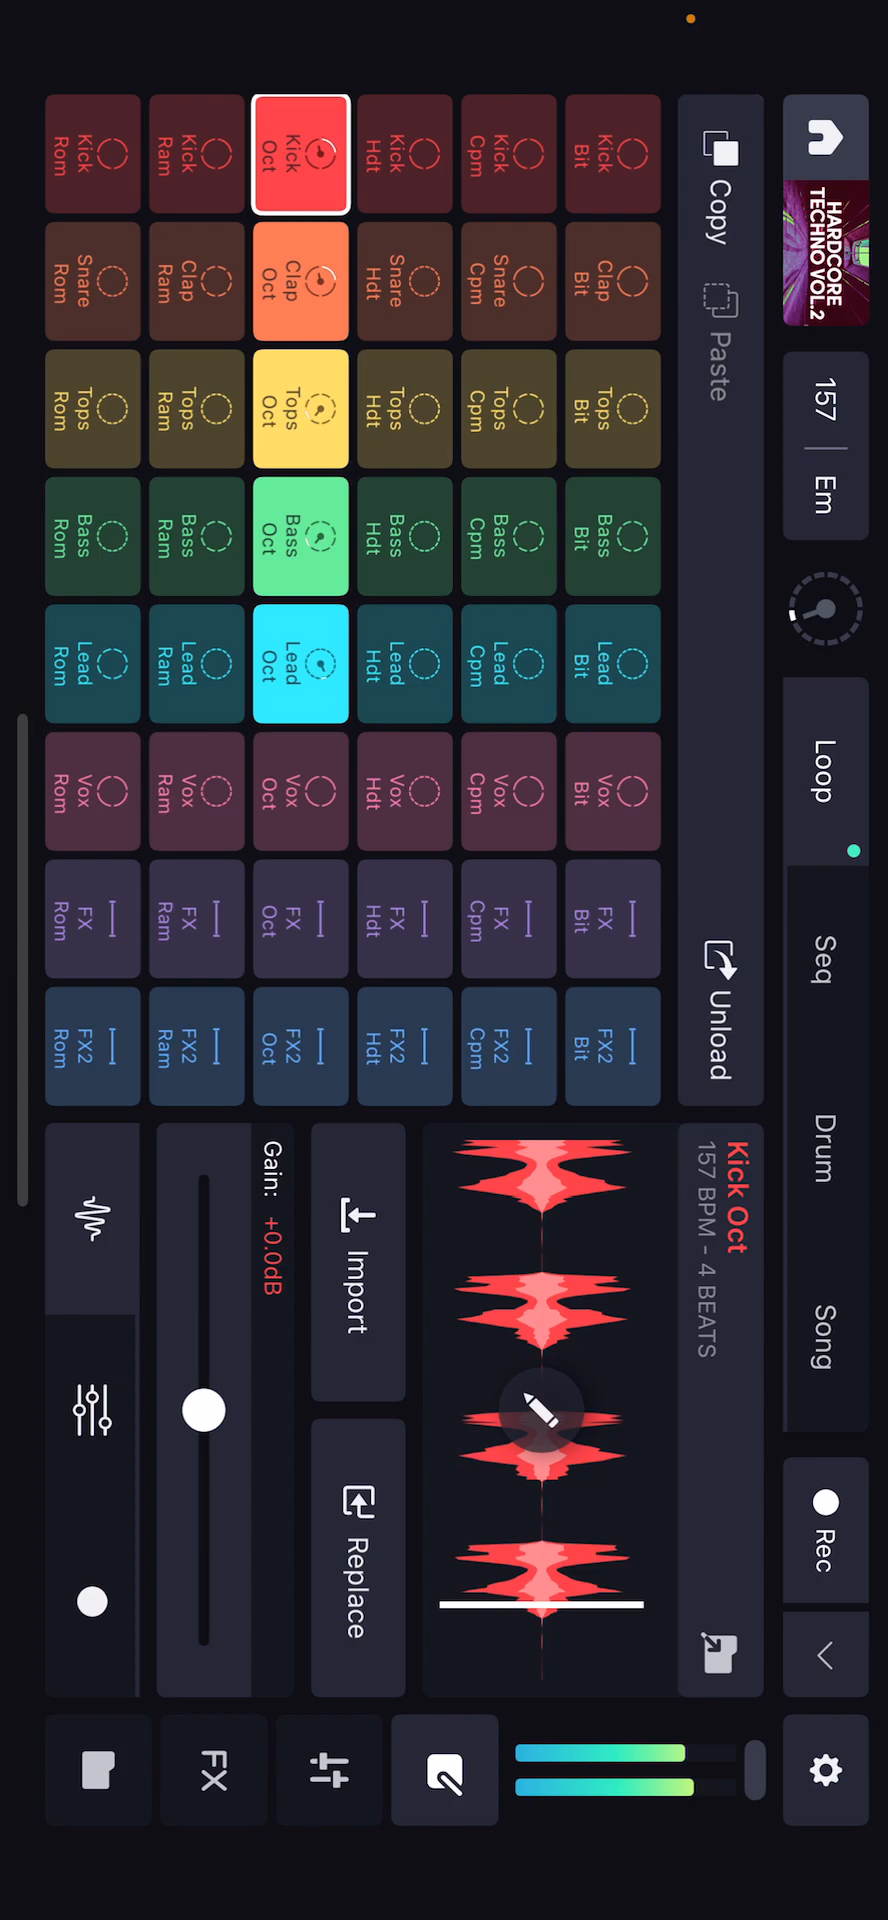 HARDCORE
TECHNO VOL.2
157
Em
Loop
Seq
Drum
Song
Rec
Copy
Paste
Unload
Kick Oct
157 BPM - 4 BEATS
Kick
Bit
Clap
Bit
Tops
Bit
Bass
Bit
Lead
Bit
Vox
Bit
FX
Bit
FX2
Bit
Kick
Cpm
Snare
Cpm
Tops
Cpm
Bass
Cpm
Lead
Cpm
Vox
Cpm
FX
Cpm
FX2
Cpm
Kick
Hdt
Snare
Hdt
Tops
Hdt
Bass
Hdt
Lead
Hdt
Vox
Hdt
FX
Hdt
FX2
Hdt
Kick
Oct
Clap
Oct
Tops
Oct
Bass
Oct
Lead
Oct
Vox
Oct
FX
Oct
FX2
Oct
Kick
Ram
Clap
Ram
Tops
Ram
Bass
Ram
Lead
Ram
Vox
Ram
FX
Ram
FX2
Ram
Kick
Rom
Snare
Rom
Tops
Rom
Bass
Rom
Lead
Rom
Vox
Rom
FX
Rom
FX2
Rom
Import
Replace
Gain: +0.0dB
FX